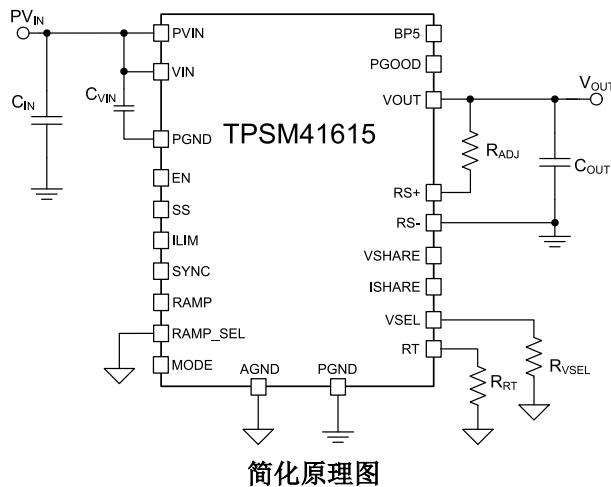 PVIN
CIN
CVIN
PVIN
VIN
PGND
EN
SS
ILIM
SYNC
RAMP
RAMP_SEL
MODE
TPSM41615
AGND
PGND
BP5
PGOOD
VOUT
RS+
RS-
VSHARE
ISHARE
VSEL
RT
VOUT
RADJ
COUT
RRT
RVSEL
简化原理图